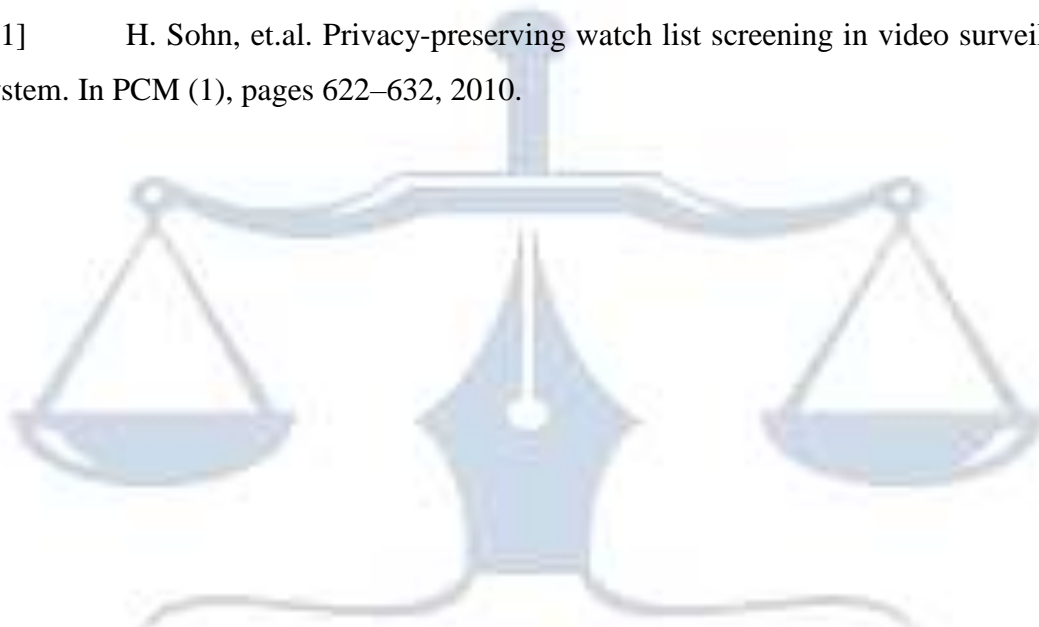 1] H. Sohn, et.al. Privacy-preserving watch list screening in video surveil
ystem. In PCM (1), pages 622–632, 2010.